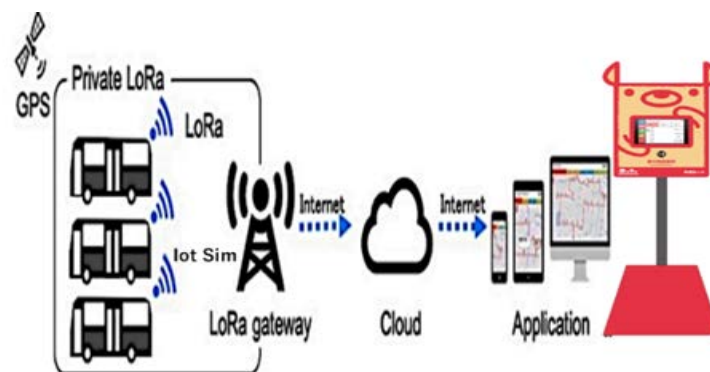 Private LoRa
GPS
LoRa
Internet
Internet
Iot Sim
LoRa gateway
Cloud
Application